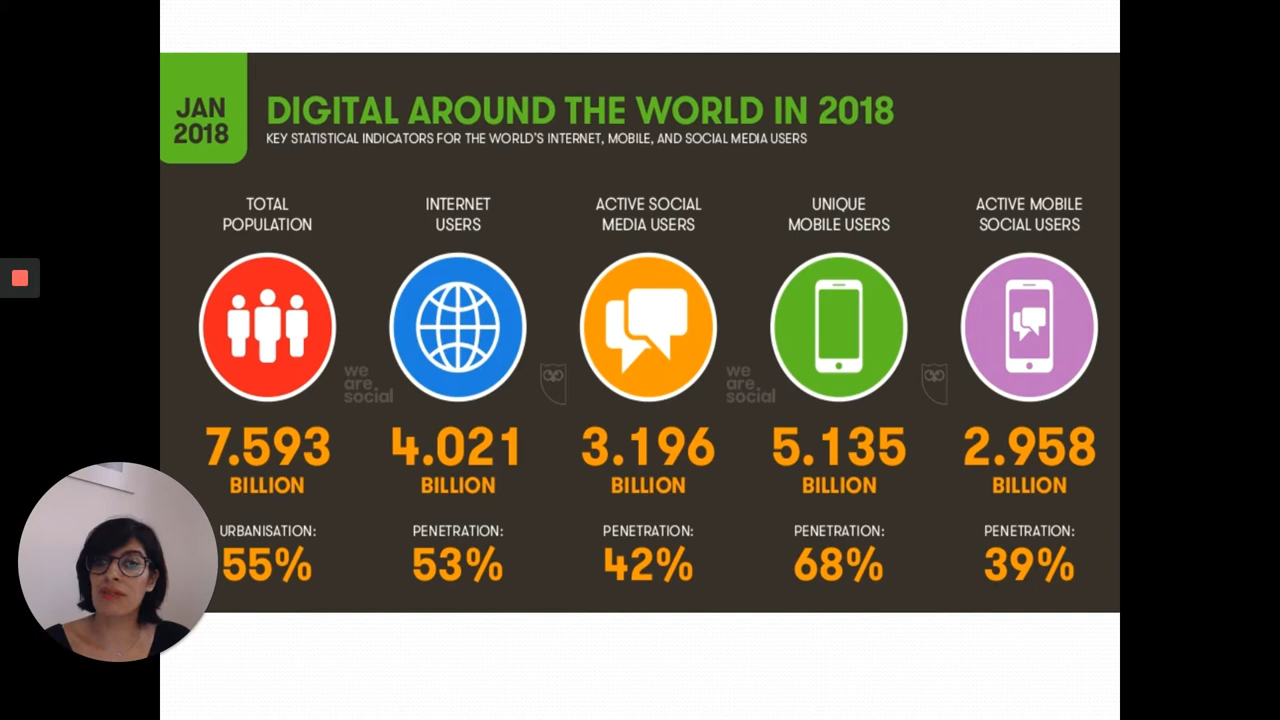 JAN
2018
DIGITAL AROUND THE WORLD IN 2018
KEY STATISTICAL INDICATORS FOR THE WORLD'S INTERNET, MOBILE, AND SOCIAL MEDIA USERS
TOTAL
POPULATION
INTERNET
USERS
ACTIVE SOCIAL
MEDIA USERS
UNIQUE
MOBILE USERS
ACTIVE MOBILE
SOCIAL USERS
we
are
social
we
are
social
7.593
BILLION
4.021
BILLION
3.196
BILLION
5.135
BILLION
2.958
BILLION
URBANISATION:
55%
PENETRATION:
53%
PENETRATION:
42%
PENETRATION:
68%
PENETRATION:
39%